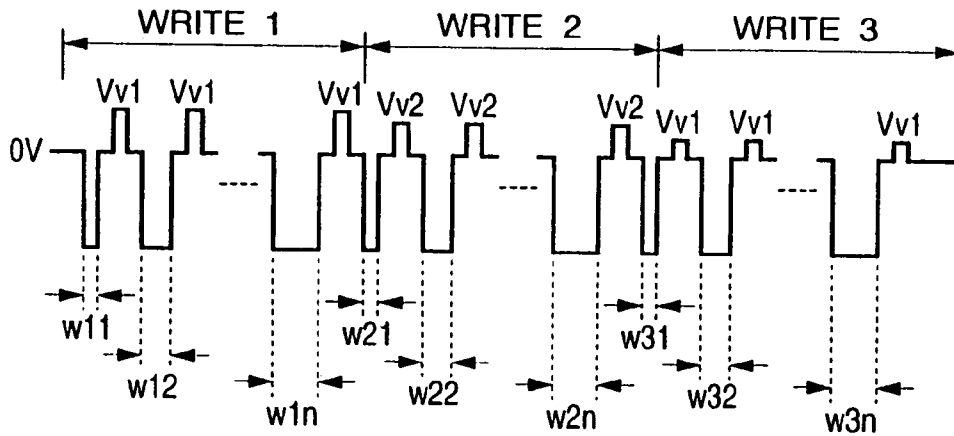 WRITE 1 WRITE 2 WRITE 3
Vv1 Vv1 Vv1 Vv2 Vv2 Vv2 Vv1 Vv1 Vv1
0V
w11 w21 w31
w12 w22 w32
w1n w2n w3n